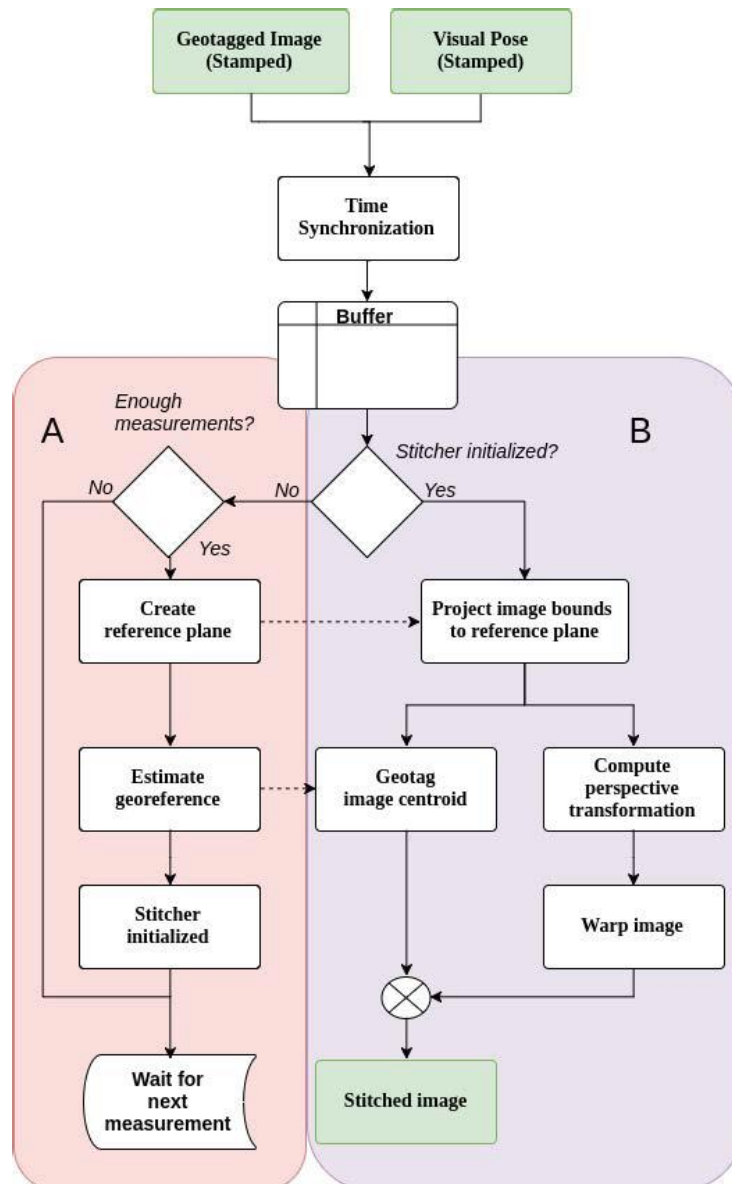 Geotagged Image
(Stamped)
Visual Pose
(Stamped)
Time
Synchronization
Buffer
Enough
measurements?
A
B
Stitcher initialized?
No
No
Yes
Yes
Create
reference plane
Project image bounds
to reference plane
Estimate
georeference
Geotag
image centroid
Compute
perspective
transformation
Stitcher
initialized
Warp image
Wait for
next
measurement
Stitched image